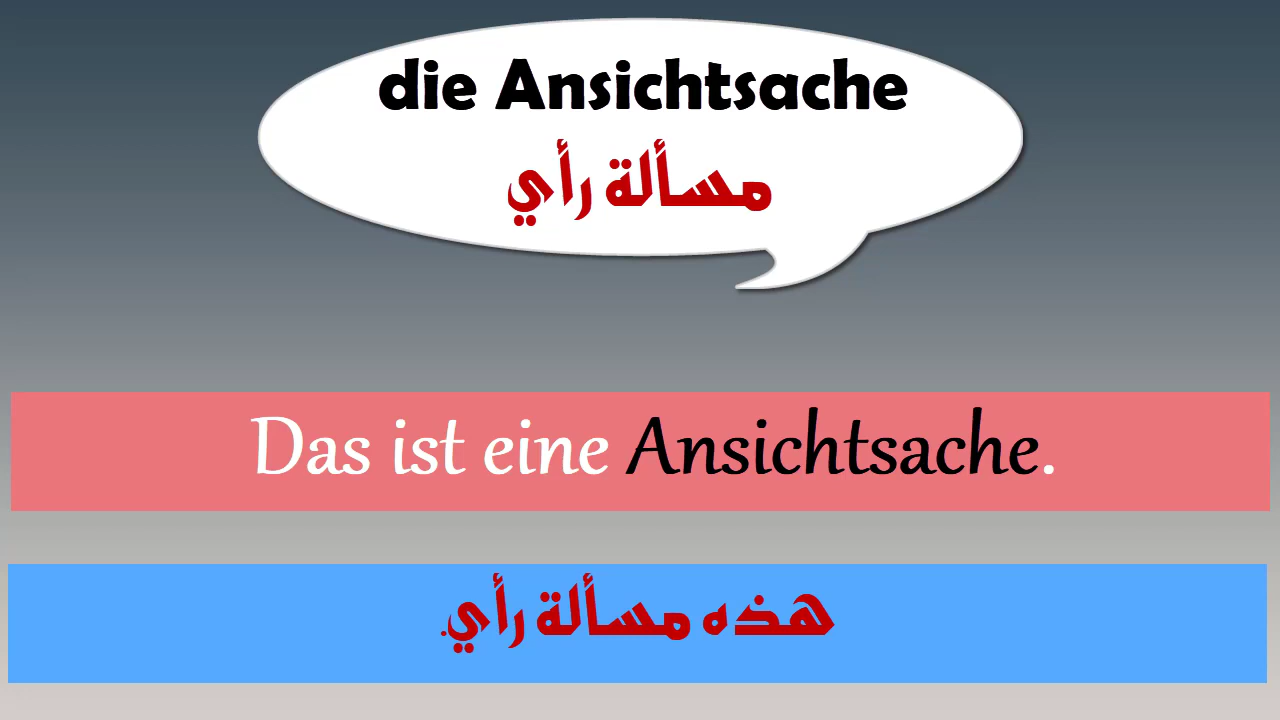 die Ansichtsache
مسألة رأي
Das ist eine Ansichtsache.
هذه مسألة رأي.